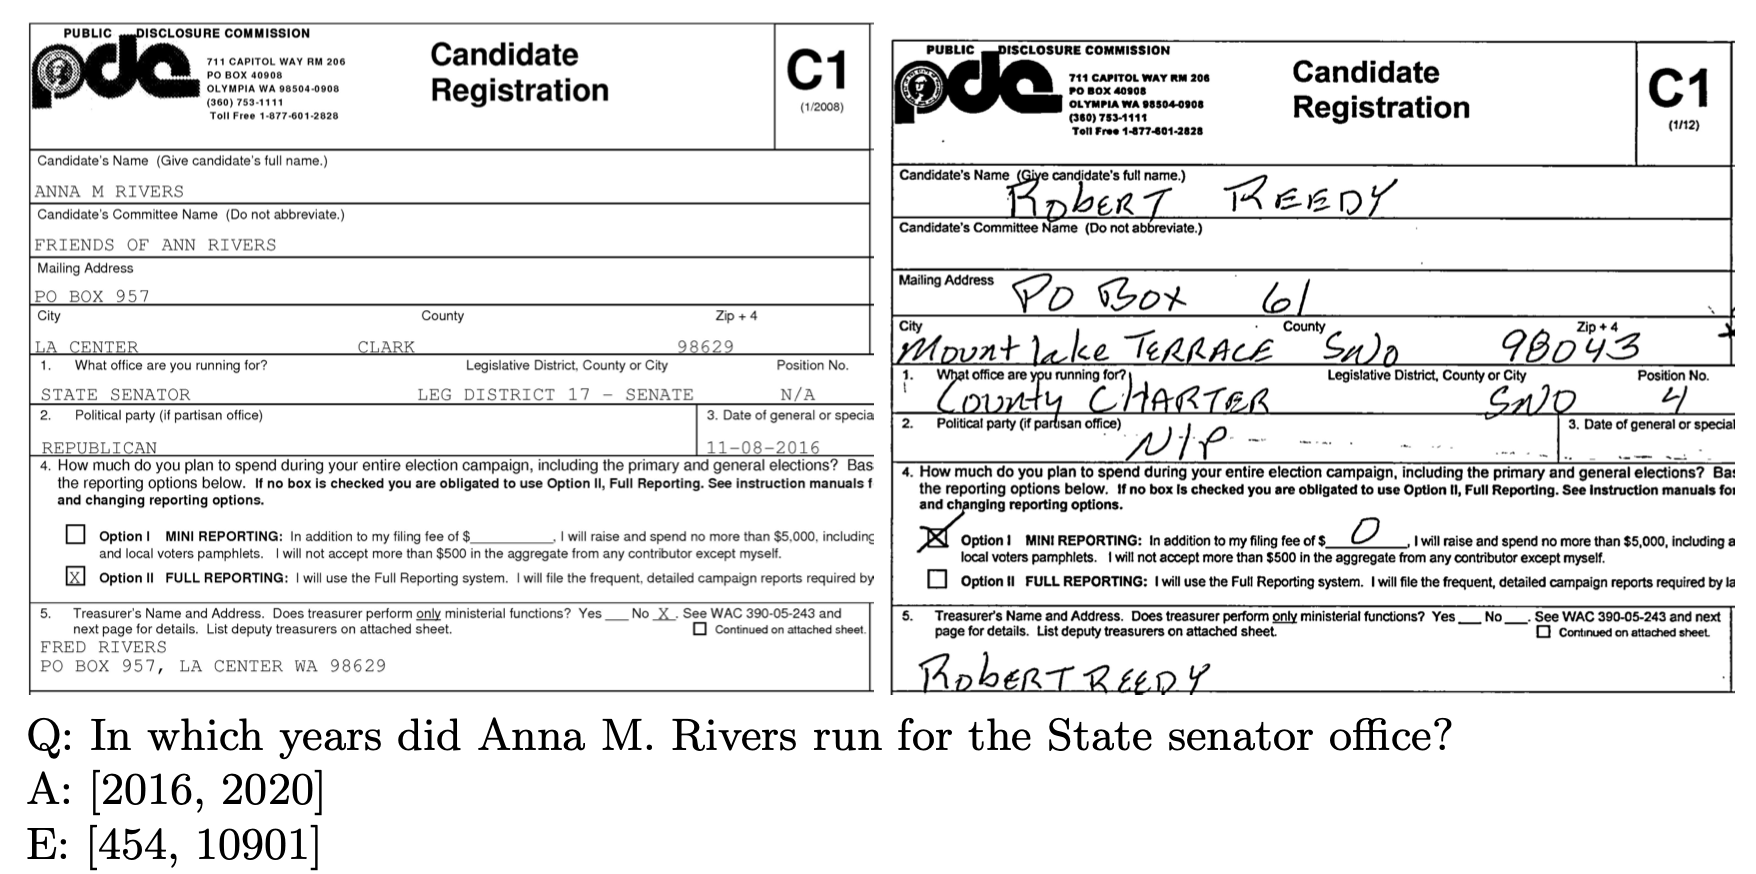 PUBLIC DISCLOSURE COMMISSION
pdc
711 CAPITOL WAY RM 206
PO BOX 40908
OLYMPIA WA 98504-0908
(360) 753-1111
Toll Free 1-877-601-2828
Candidate
Registration
C1
(1/2008)
Candidate's Name (Give candidate's full name.)
ANNA M RIVERS
Candidate's Committee Name (Do not abbreviate.)
FRIENDS OF ANN RIVERS
Mailing Address
PO BOX 957
City County Zip + 4
LA CENTER CLARK 98629
1. What office are you running for? Legislative District, County or City Position No.
STATE SENATOR LEG DISTRICT 17 - SENATE N/A
2. Political party (if partisan office) 3. Date of general or specia
REPUBLICAN 11-08-2016
4. How much do you plan to spend during your entire election campaign, including the primary and general elections? Bas
the reporting options below. If no box is checked you are obligated to use Option II, Full Reporting. See instruction manuals f
and changing reporting options.
Option I MINI REPORTING: In addition to my filing fee of $________, I will raise and spend no more than $5,000, including
and local voters pamphlets. I will not accept more than $500 in the aggregate from any contributor except myself.
X Option II FULL REPORTING: I will use the Full Reporting system. I will file the frequent, detailed campaign reports required by
5. Treasurer's Name and Address. Does treasurer perform only ministerial functions? Yes ___ No _X_. See WAC 390-05-243 and
next page for details. List deputy treasurers on attached sheet. Continued on attached sheet.
FRED RIVERS
PO BOX 957, LA CENTER WA 98629
PUBLIC DISCLOSURE COMMISSION
pdc
711 CAPITOL WAY RM 206
PO BOX 40908
OLYMPIA WA 98504-0908
(360) 753-1111
Toll Free 1-877-601-2828
Candidate
Registration
C1
(1/12)
Candidate's Name (Give candidate's full name.)
RobERT REEDY
Candidate's Committee Name (Do not abbreviate.)
Mailing Address PO Box 61
City County Zip + 4
Mountlake TERRACE SNO 98043
1. What office are you running for? Legislative District, County or City Position No.
County CHARTER SNO 4
2. Political party (if partisan office) 3. Date of general or special
N/P
4. How much do you plan to spend during your entire election campaign, including the primary and general elections? Bas
the reporting options below. If no box is checked you are obligated to use Option II, Full Reporting. See Instruction manuals for
and changing reporting options.
X Option I MINI REPORTING: In addition to my filing fee of $___0___, I will raise and spend no more than $5,000, including a
local voters pamphlets. I will not accept more than $500 in the aggregate from any contributor except myself.
Option II FULL REPORTING: I will use the Full Reporting system. I will file the frequent, detailed campaign reports required by la
5. Treasurer's Name and Address. Does treasurer perform only ministerial functions? Yes ___ No ___. See WAC 390-05-243 and next
page for details. List deputy treasurers on attached sheet. Continued on attached sheet.
RobERT REEDY
Q: In which years did Anna M. Rivers run for the State senator office?
A: [2016, 2020]
E: [454, 10901]